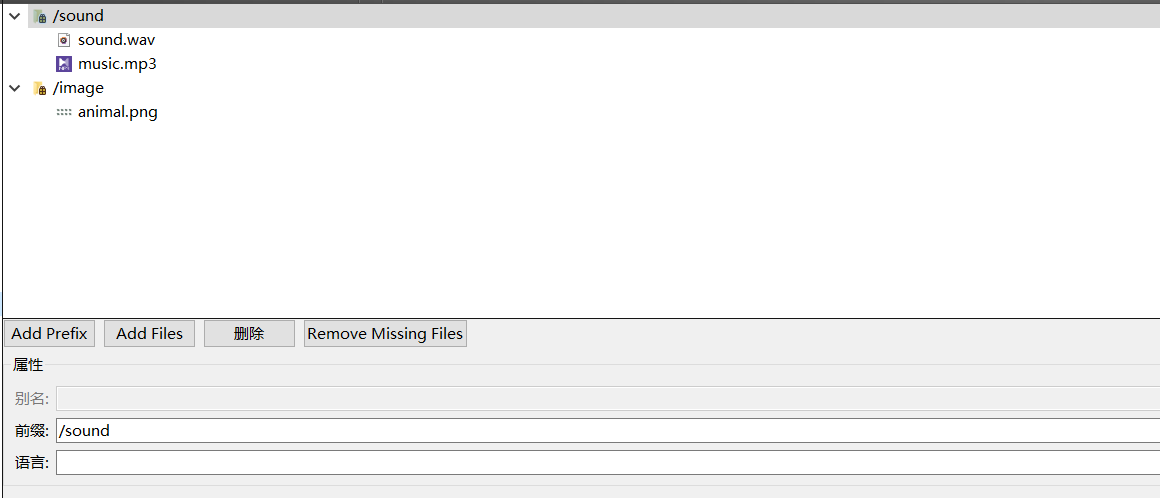 /sound
sound.wav
music.mp3
/image
animal.png
Add Prefix Add Files 删除 Remove Missing Files
属性
别名:
前缀: /sound
语言: